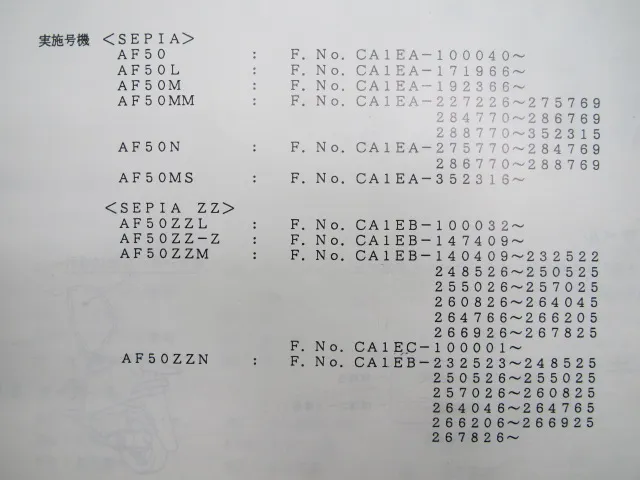 実施号機 <SEPIA>
AF50 : F. No. CA1EA-100040~
AF50L : F. No. CA1EA-171966~
AF50M : F. No. CA1EA-192366~
AF50MM : F. No. CA1EA-227226~275769
284770~286769
288770~352315
AF50N : F. No. CA1EA-275770~284769
286770~288769
AF50MS : F. No. CA1EA-352316~
<SEPIA ZZ>
AF50ZZL : F. No. CA1EB-100032~
AF50ZZ-Z : F. No. CA1EB-147409~
AF50ZZM : F. No. CA1EB-140409~232522
248526~250525
255026~257025
260826~264045
264766~266205
266926~267825
F. No. CA1EC-100001~
AF50ZZN : F. No. CA1EB-232523~248525
250526~255025
257026~260825
264046~264765
266206~266925
267826~